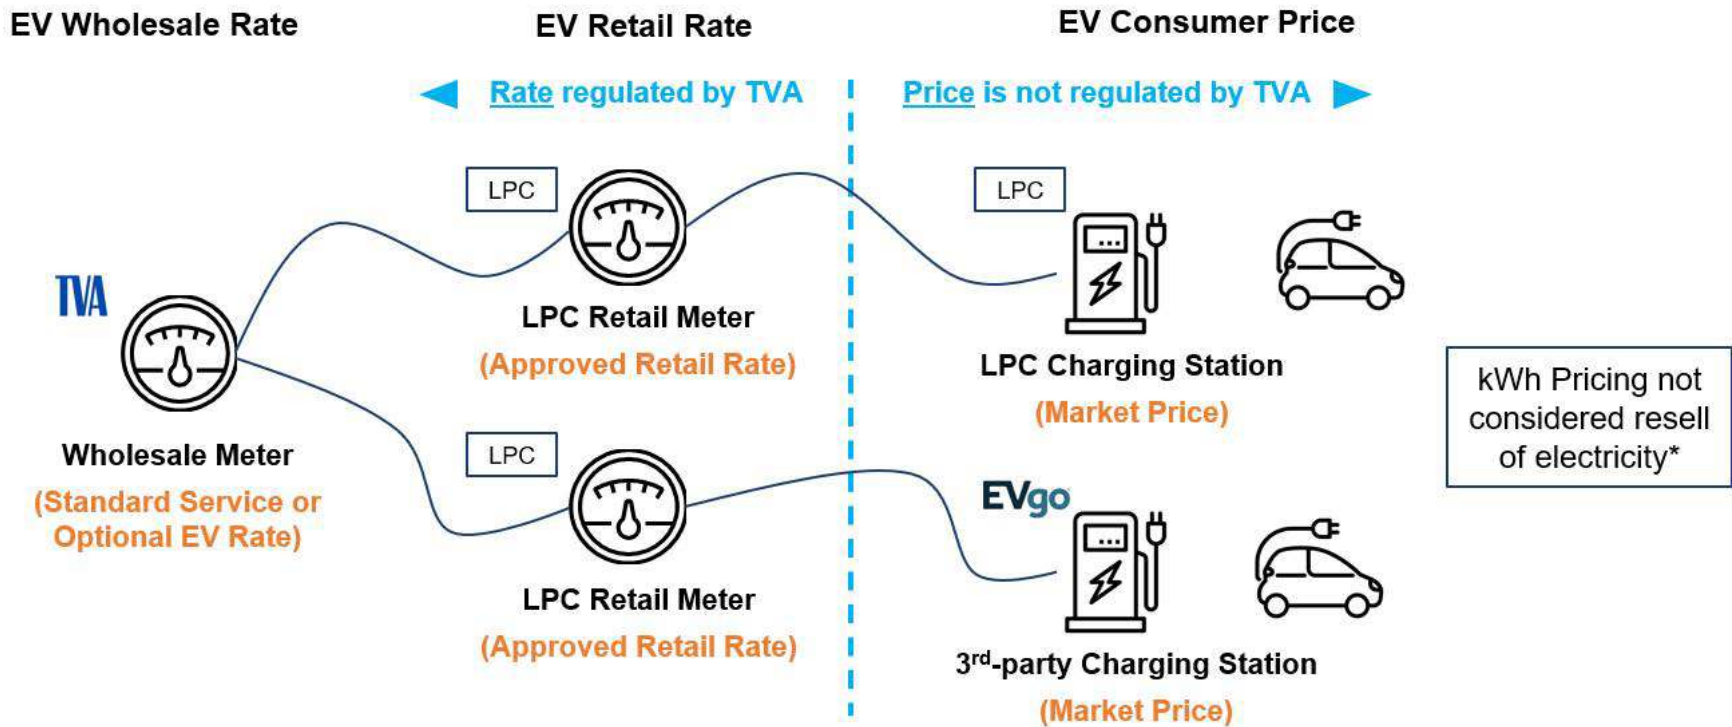 EV Wholesale Rate
EV Retail Rate
EV Consumer Price
Rate regulated by TVA
Price is not regulated by TVA
LPC
LPC
TVA
LPC Retail Meter
(Approved Retail Rate)
LPC Charging Station
(Market Price)
kWh Pricing not
considered resell
of electricity*
Wholesale Meter
(Standard Service or
Optional EV Rate)
LPC
EVgo
LPC Retail Meter
(Approved Retail Rate)
3rd-party Charging Station
(Market Price)